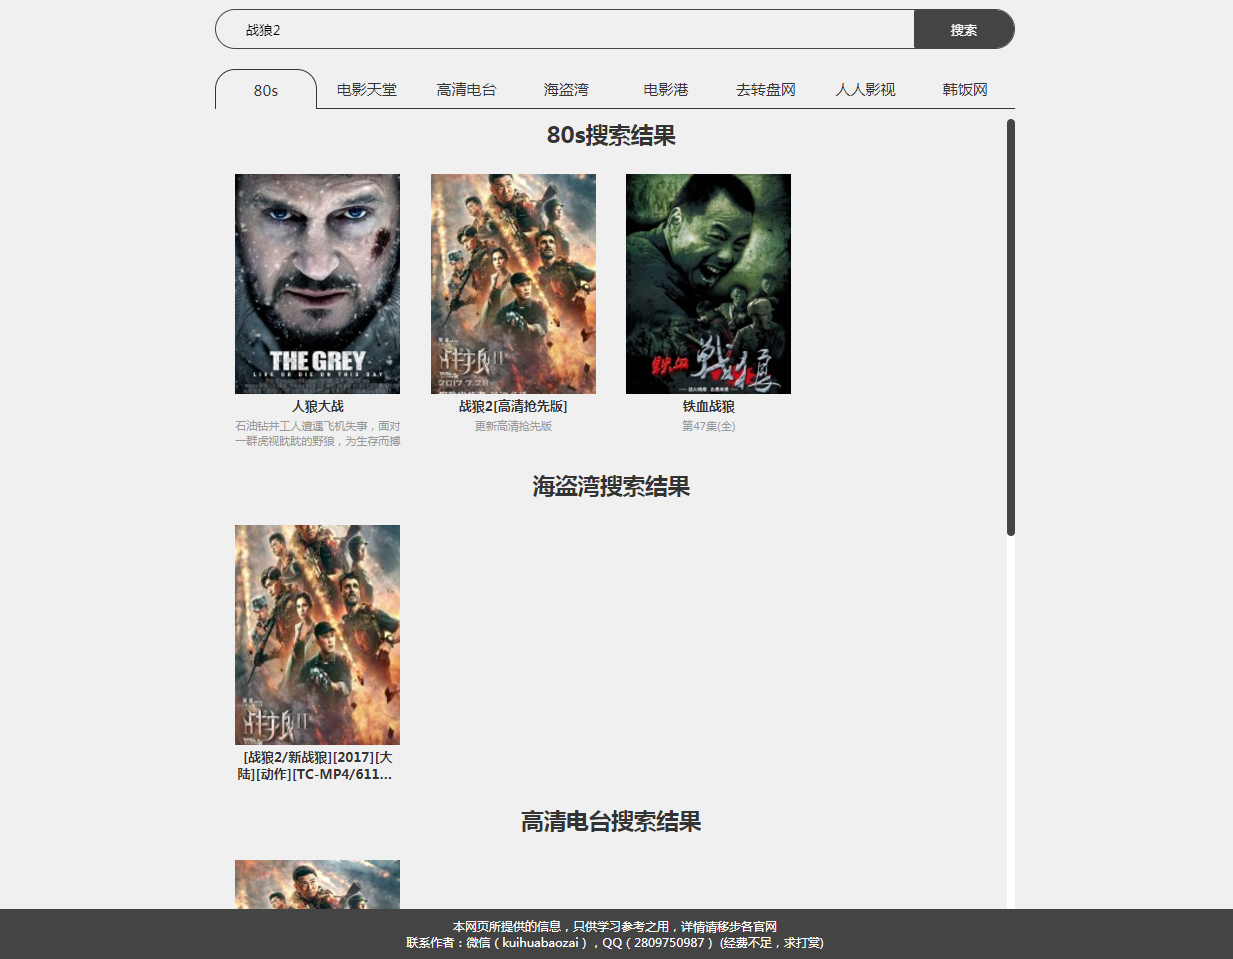 战狼2
搜索
80s
电影天堂
高清电台
海盗湾
电影港
去转盘网
人人影视
韩饭网
80s搜索结果
THE GREY
LIVE OR DIE ON THIS DAY
战狼II
2017.7.28
铁血战狼
人狼大战
石油钻井工人遭遇飞机失事，面对
一群虎视眈眈的野狼，为生存而搏
战狼2[高清抢先版]
更新高清抢先版
铁血战狼
第47集(全)
海盗湾搜索结果
战狼II
[战狼2/新战狼][2017][大
陆][动作][TC-MP4/611...
高清电台搜索结果
本网页所提供的信息，只供学习参考之用，详情请移步各官网
联系作者：微信（kuihuabaozai），QQ（2809750987） (经费不足，求打赏)